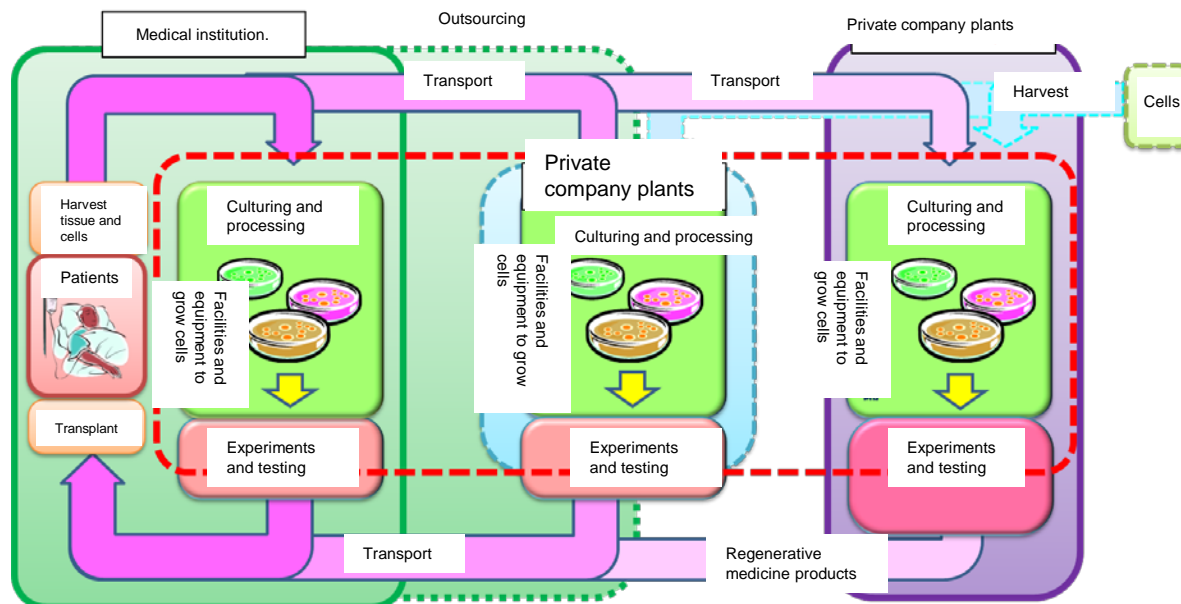 Outsourcing
Private company plants
Medical institution.
Transport
Transport
Harvest
Cells
Private
company plants
Harvest
tissue and
cells
Culturing and
processing
Culturing and processing
Culturing and
processing
Patients
Facilities and
equipment to
grow cells
Facilities and
equipment to grow
cells
Facilities and
equipment to
grow cells
Transplant
Experiments
and testing
Experiments
and testing
Experiments
and testing
Transport
Regenerative
medicine products